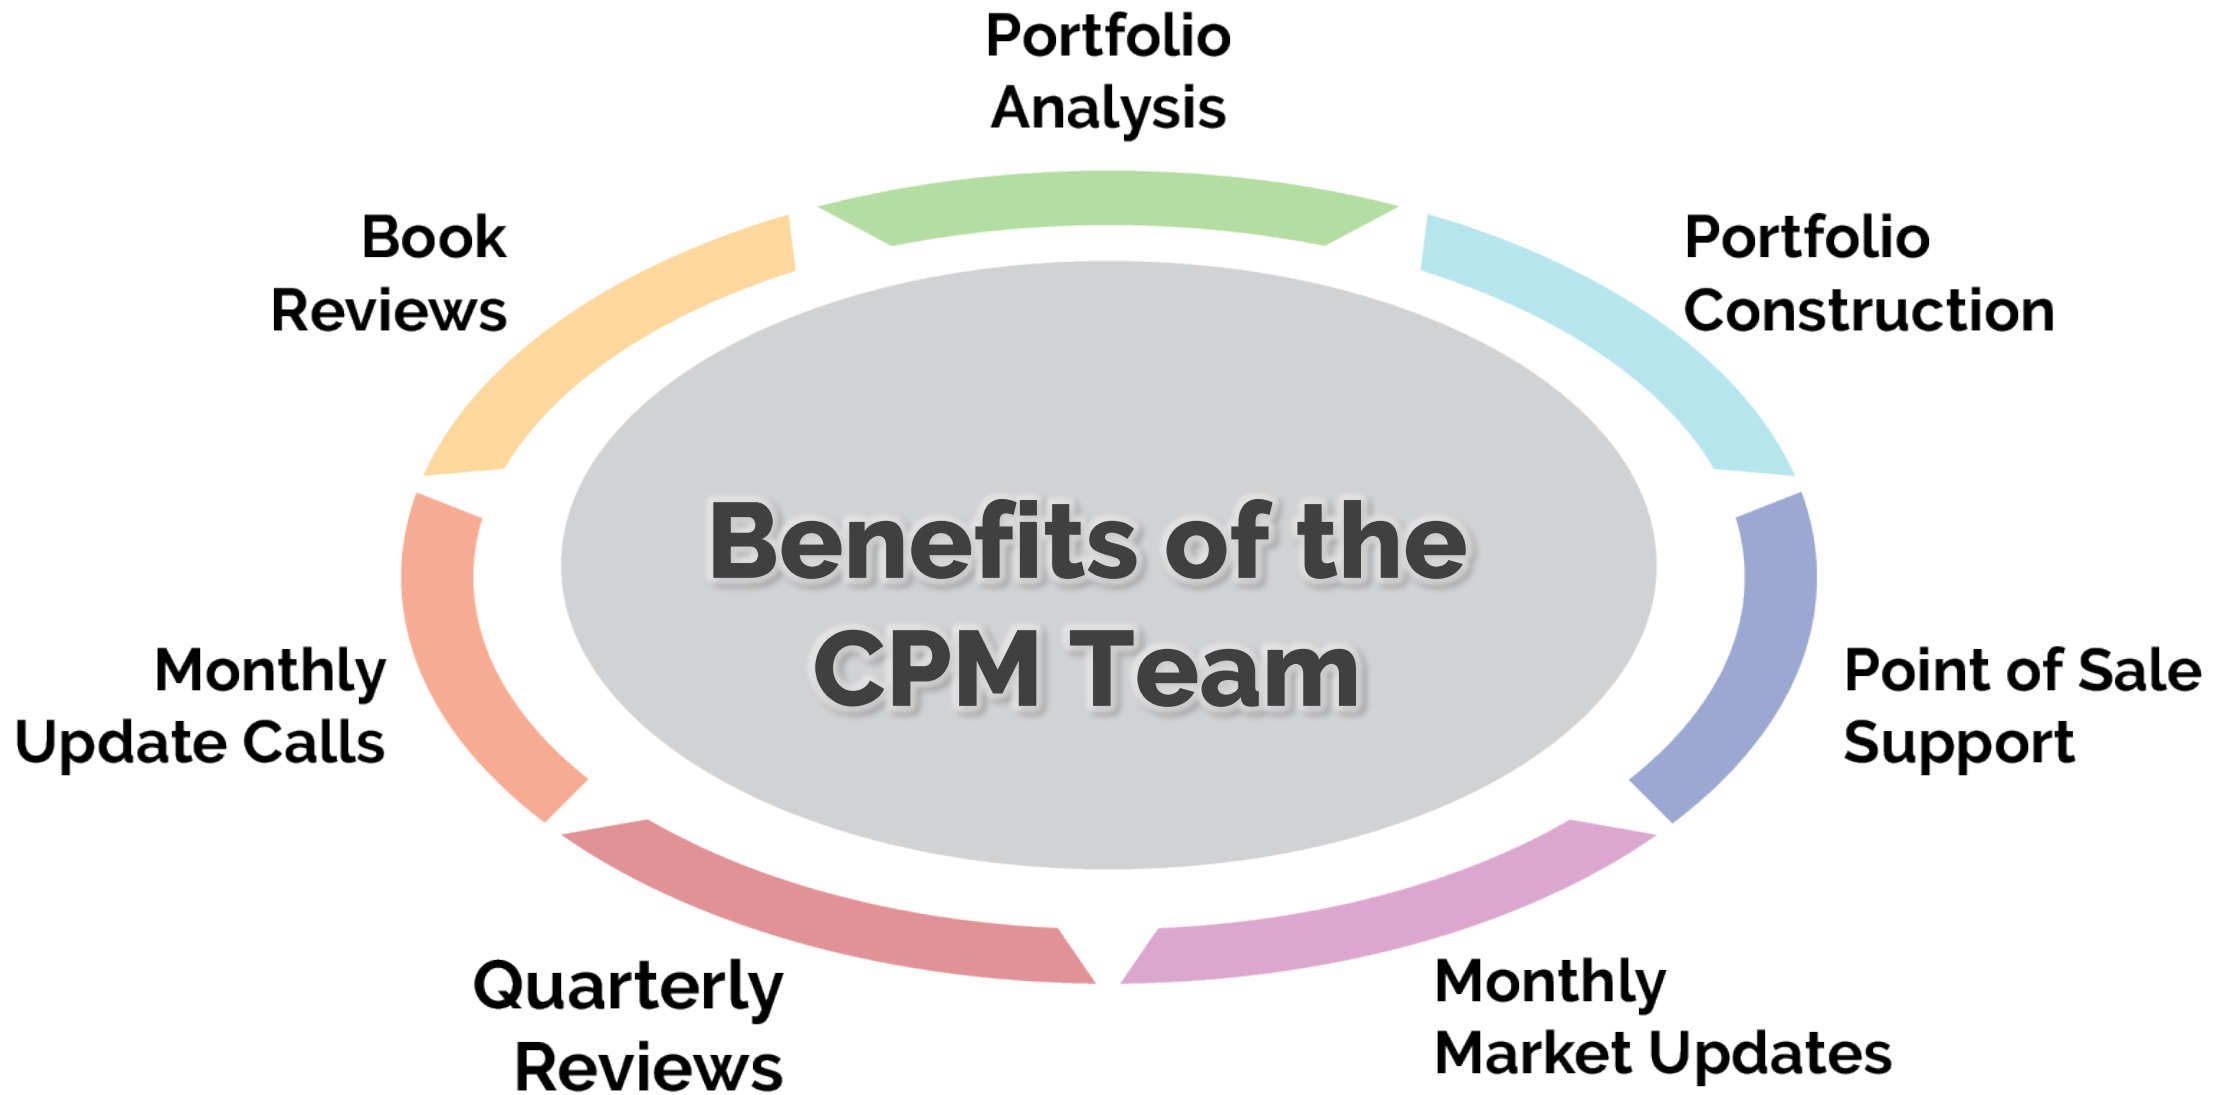 Portfolio
Analysis
Portfolio
Construction
Point of Sale
Support
Monthly
Market Updates
Quarterly
Reviews
Monthly
Update Calls
Book
Reviews
Benefits of the
CPM Team